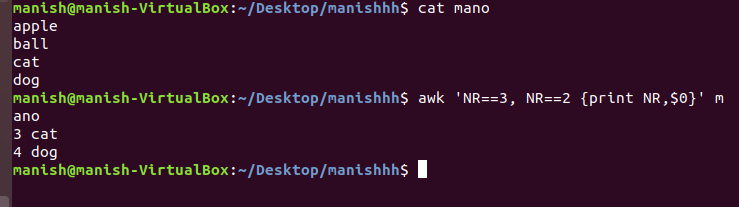 manish@manish-VirtualBox:~/Desktop/manishhh$ cat mano
apple
ball
cat
dog
manish@manish-VirtualBox:~/Desktop/manishhh$ awk 'NR==3, NR==2 {print NR,$0}' m
ano
3 cat
4 dog
manish@manish-VirtualBox:~/Desktop/manishhh$